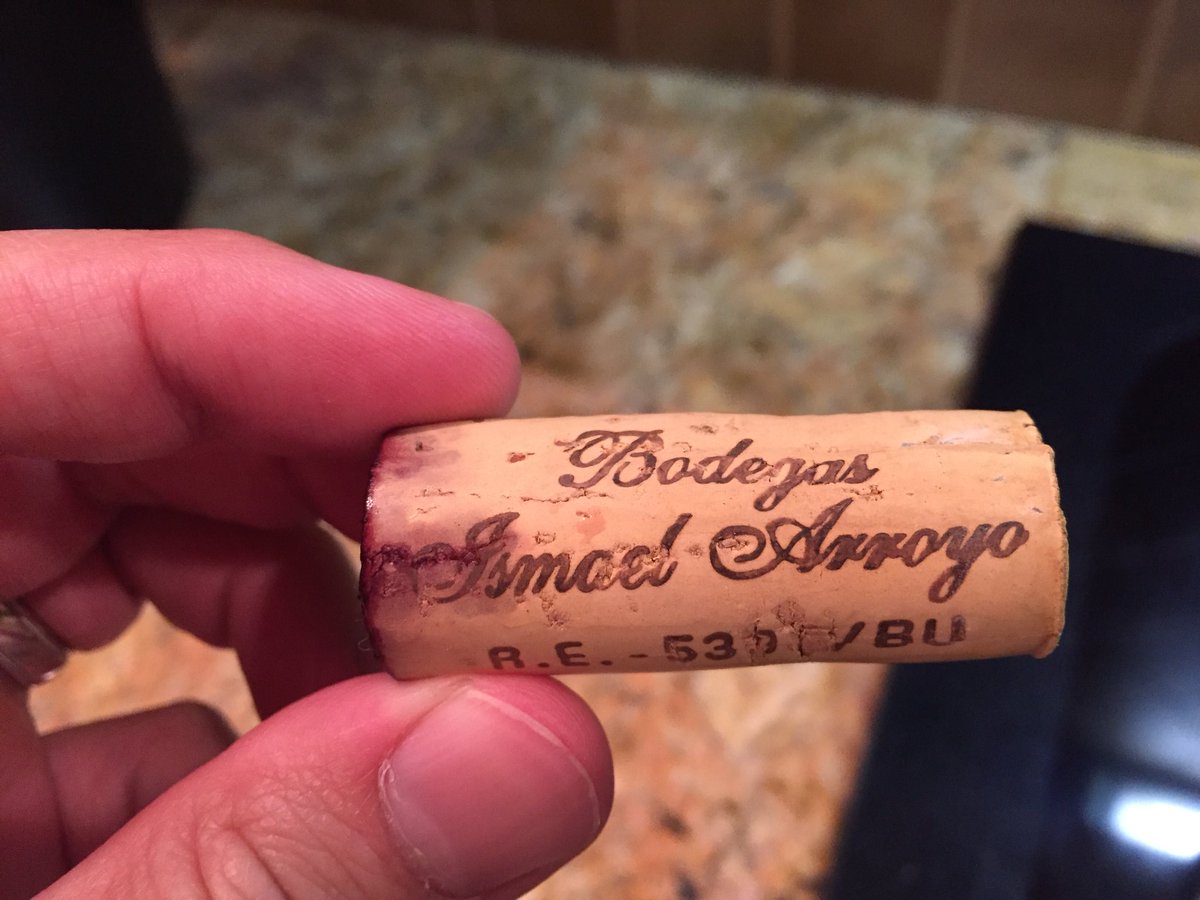 Bodegas
Ismael Arroyo
R.E. - 53 /BU